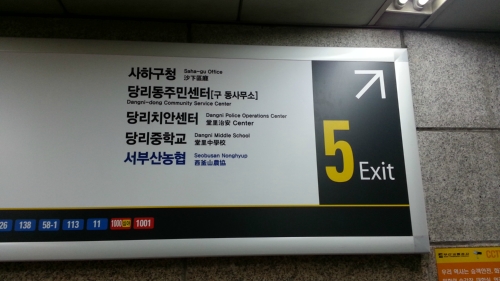 사하구청 Saha-gu Office
沙下區廳
당리동주민센터[구 동사무소]
Dangni-dong Community Service Center
당리치안센터 Dangni Police Operations Center
堂里治安 Center
당리중학교 Dangni Middle School
堂里中學校
서부산농협 Seobusan Nonghyup
西釜山農協
5 Exit
26 138 58-1 113 11 1000 1001